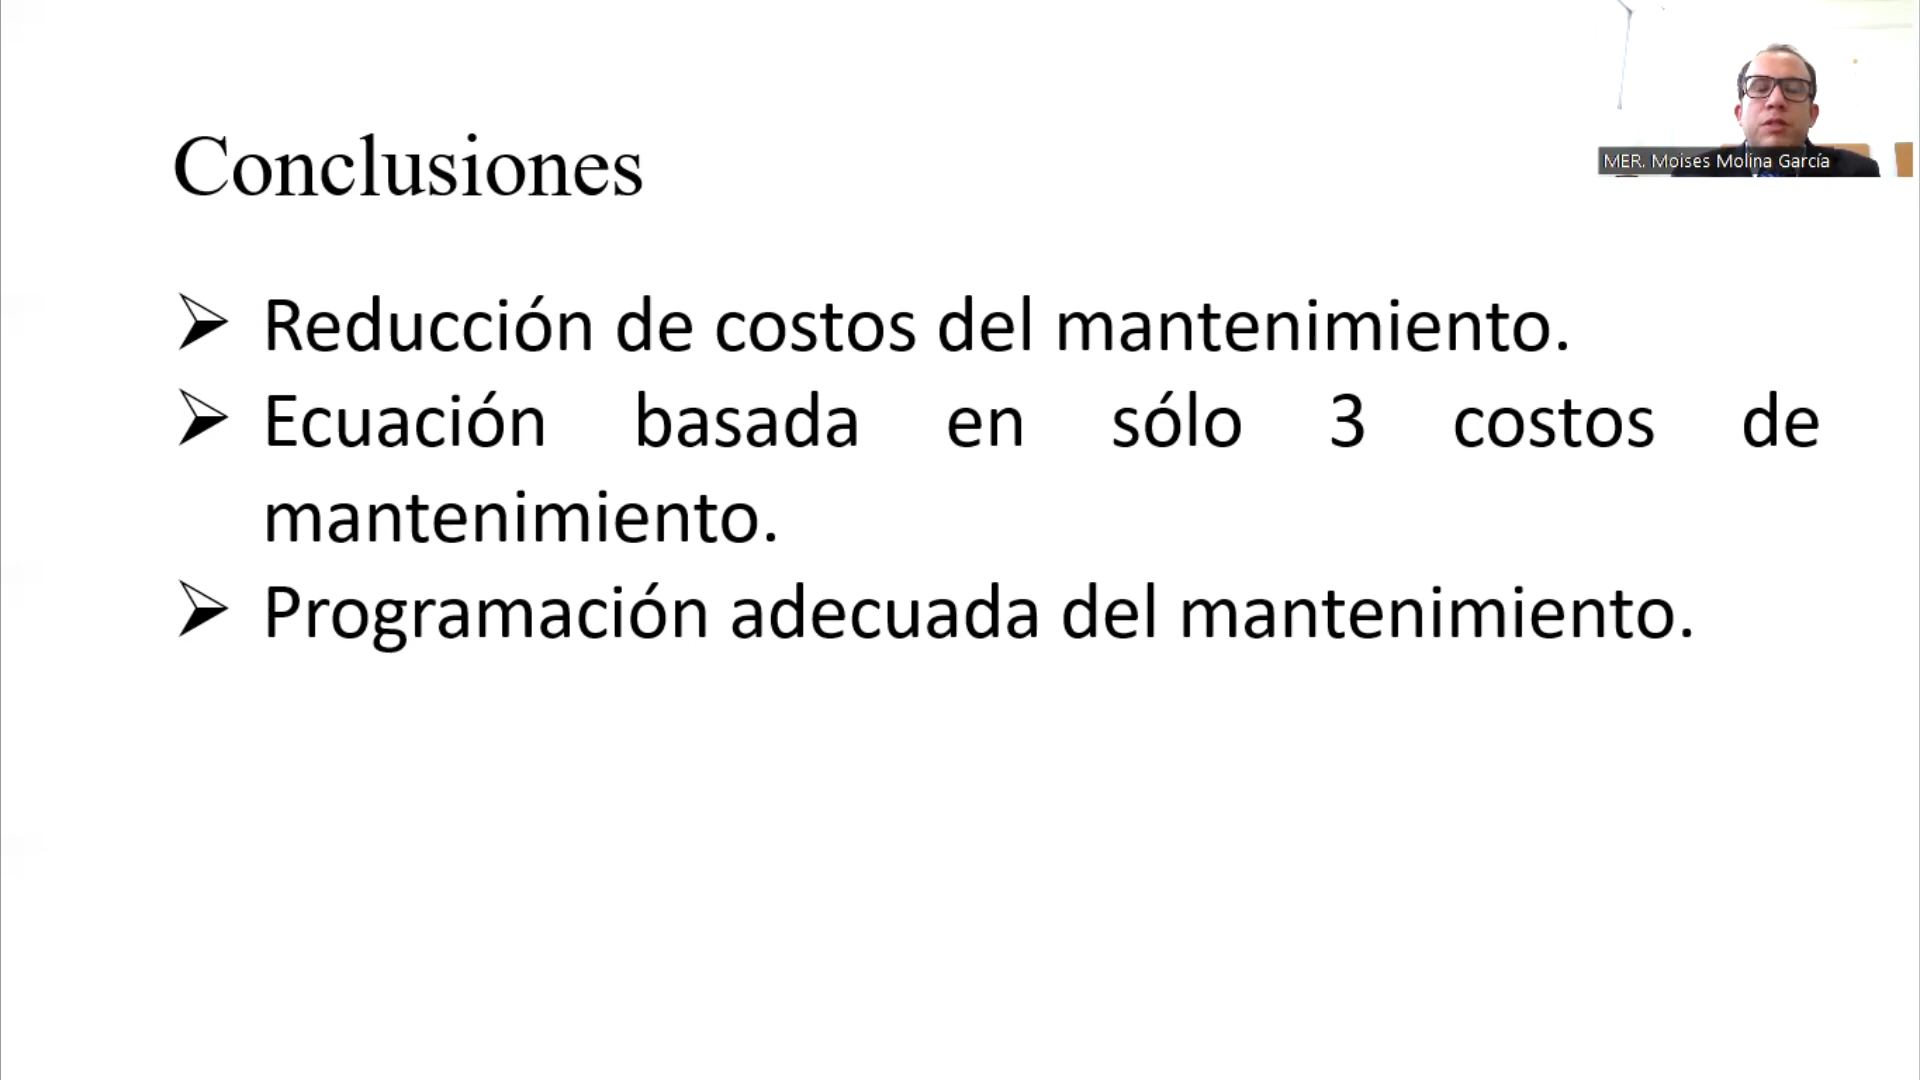 MER. Moises Molina García
Conclusiones
Reducción de costos del mantenimiento.
Ecuación basada en sólo 3 costos de
mantenimiento.
Programación adecuada del mantenimiento.